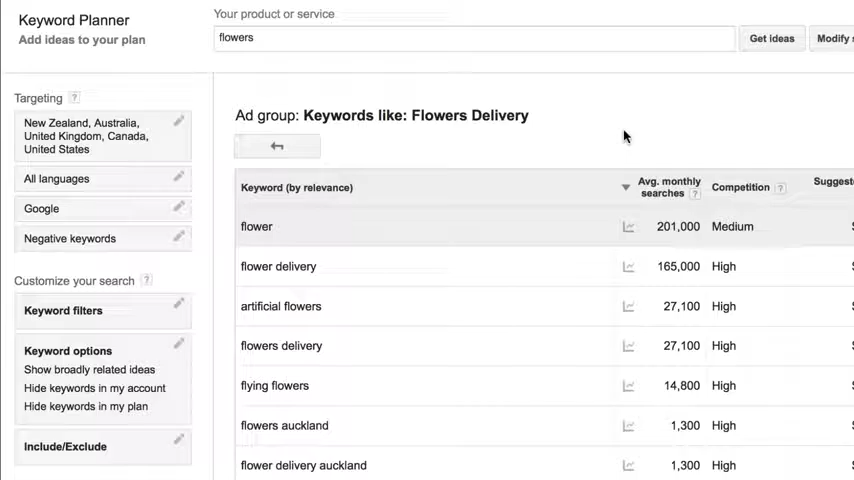 Keyword Planner
Add ideas to your plan
Your product or service
flowers
Get ideas
Modify
Targeting ?
New Zealand, Australia,
United Kingdom, Canada,
United States
All languages
Google
Negative keywords
Customize your search ?
Keyword filters
Keyword options
Show broadly related ideas
Hide keywords in my account
Hide keywords in my plan
Include/Exclude
Ad group: Keywords like: Flowers Delivery
Keyword (by relevance) Avg. monthly searches ? Competition ? Suggeste
flower 201,000 Medium
flower delivery 165,000 High
artificial flowers 27,100 High
flowers delivery 27,100 High
flying flowers 14,800 High
flowers auckland 1,300 High
flower delivery auckland 1,300 High